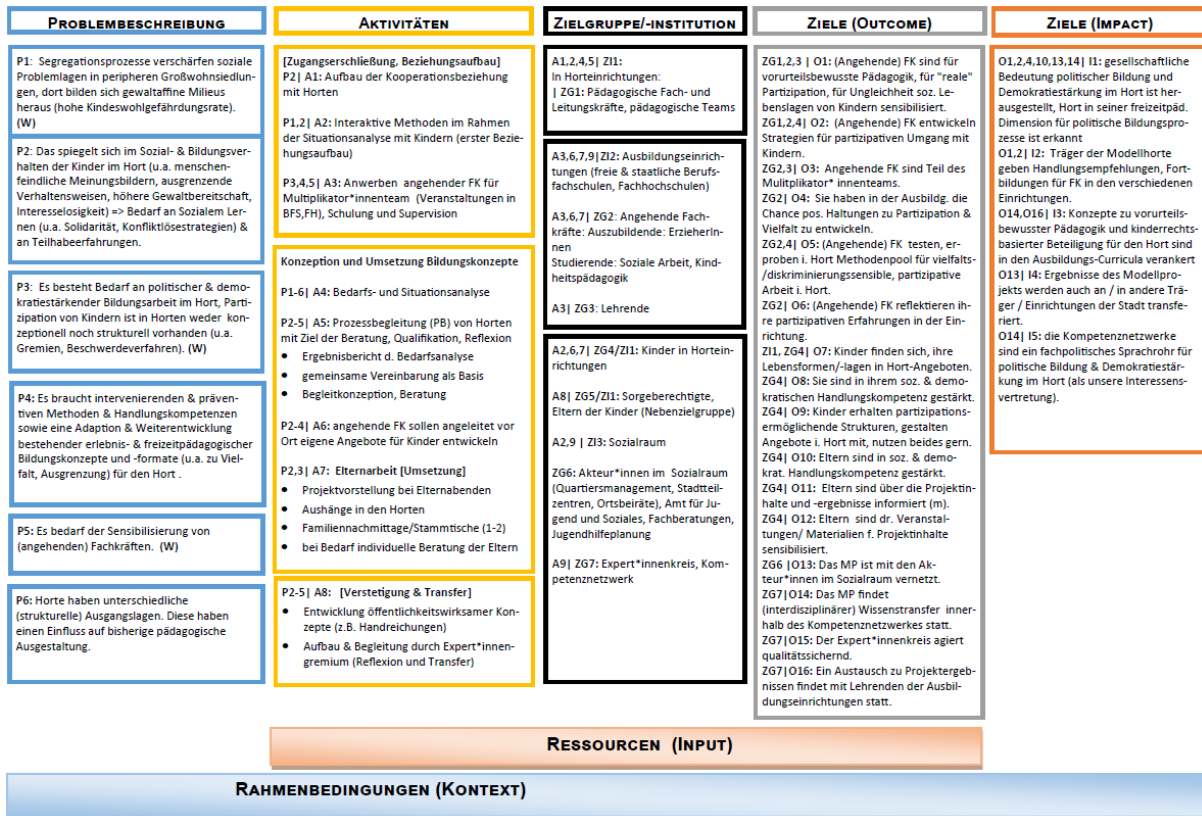 PROBLEMBESCHREIBUNG
P1: Segregationsprozesse verschärfen soziale
Problemlagen in peripheren Großwohnsiedlun-
gen, dort bilden sich gewaltaffine Milieus
heraus (hohe Kindeswohlgefährdungsrate).
(W)
P2: Das spiegelt sich im Sozial- & Bildungsver-
halten der Kinder im Hort (u.a. menschen-
feindliche Meinungsbildern, ausgrenzende
Verhaltensweisen, höhere Gewaltbereitschaft,
Interesselosigkeit) => Bedarf an Sozialem Ler-
nen (u.a. Solidarität, Konfliktlösestrategien) &
an Teilhabeerfahrungen.
P3: Es besteht Bedarf an politischer & demo-
kratiestärkender Bildungsarbeit im Hort, Parti-
zipation von Kindern ist in Horten weder kon-
zeptionell noch strukturell vorhanden (u.a.
Gremien, Beschwerdeverfahren). (W)
P4: Es braucht intervenierenden & präven-
tiven Methoden & Handlungskompetenzen
sowie eine Adaption & Weiterentwicklung
bestehender erlebnis- & freizeitpädagogischer
Bildungskonzepte und -formate (u.a. zu Viel-
falt, Ausgrenzung) für den Hort .
P5: Es bedarf der Sensibilisierung von
(angehenden) Fachkräften. (W)
P6: Horte haben unterschiedliche
(strukturelle) Ausgangslagen. Diese haben
einen Einfluss auf bisherige pädagogische
Ausgestaltung.
AKTIVITÄTEN
[Zugangserschließung, Beziehungsaufbau]
P2| A1: Aufbau der Kooperationsbeziehung
mit Horten
P1,2| A2: Interaktive Methoden im Rahmen
der Situationsanalyse mit Kindern (erster Bezie-
hungsaufbau)
P3,4,5| A3: Anwerben angehender FK für
Multiplikator*innenteam (Veranstaltungen in
BFS,FH), Schulung und Supervision
Konzeption und Umsetzung Bildungskonzepte
P1-6| A4: Bedarfs- und Situationsanalyse
P2-5| A5: Prozessbegleitung (PB) von Horten
mit Ziel der Beratung, Qualifikation, Reflexion
• Ergebnisbericht d. Bedarfsanalyse
• gemeinsame Vereinbarung als Basis
• Begleitkonzeption, Beratung
P2-4| A6: angehende FK sollen angeleitet vor
Ort eigene Angebote für Kinder entwickeln
P2,3| A7: Elternarbeit [Umsetzung]
• Projektvorstellung bei Elternabenden
• Aushänge in den Horten
• Familiennachmittage/Stammtische (1-2)
• bei Bedarf individuelle Beratung der Eltern
P2-5| A8: [Verstetigung & Transfer]
• Entwicklung öffentlichkeitswirksamer Kon-
zepte (z.B. Handreichungen)
• Aufbau & Begleitung durch Expert*innen-
gremium (Reflexion und Transfer)
ZIELGRUPPE/-INSTITUTION
A1,2,4,5| ZI1:
In Horteinrichtungen:
| ZG1: Pädagogische Fach- und
Leitungskräfte, pädagogische Teams
A3,6,7,9|ZI2: Ausbildungseinrich-
tungen (freie & staatliche Berufs-
fachschulen, Fachhochschulen)
A3,6,7| ZG2: Angehende Fach-
kräfte: Auszubildende: ErzieherIn-
nen
Studierende: Soziale Arbeit, Kind-
heitspädagogik
A3| ZG3: Lehrende
A2,6,7| ZG4/ZI1: Kinder in Hortein-
richtungen
A8| ZG5/ZI1: Sorgeberechtigte,
Eltern der Kinder (Nebenzielgruppe)
A2,9 | ZI3: Sozialraum
ZG6: Akteur*innen im Sozialraum
(Quartiersmanagement, Stadtteil-
zentren, Ortsbeiräte), Amt für Ju-
gend und Soziales, Fachberatungen,
Jugendhilfeplanung
A9| ZG7: Expert*innenkreis, Kom-
petenznetzwerk
ZIELE (OUTCOME)
ZG1,2,3 | O1: (Angehende) FK sind für
vorurteilsbewusste Pädagogik, für "reale"
Partizipation, für Ungleichheit soz. Le-
benslagen von Kindern sensibilisiert.
ZG1,2,4| O2: (Angehende) FK entwickeln
Strategien für partizipativen Umgang mit
Kindern.
ZG2,3| O3: Angehende FK sind Teil des
Mulitplikator* innenteams.
ZG2| O4: Sie haben in der Ausbildg. die
Chance pos. Haltungen zu Partizipation &
Vielfalt zu entwickeln.
ZG2,4| O5: (Angehende) FK testen, er-
proben i. Hort Methodenpool für vielfalts-
/diskriminierungssensible, partizipative
Arbeit i. Hort.
ZG2| O6: (Angehende) FK reflektieren ih-
re partizipativen Erfahrungen in der Ein-
richtung.
ZI1, ZG4| O7: Kinder finden sich, ihre
Lebensformen/-lagen in Hort-Angeboten.
ZG4| O8: Sie sind in ihrem soz. & demo-
kratischen Handlungskompetenz gestärkt.
ZG4| O9: Kinder erhalten partizpations-
ermöglichende Strukturen, gestalten
Angebote i. Hort mit, nutzen beides gern.
ZG4| O10: Eltern sind in soz. & demo-
krat. Handlungskompetenz gestärkt.
ZG4| O11: Eltern sind über die Projektin-
halte und -ergebnisse informiert (m).
ZG4| O12: Eltern sind dr. Veranstal-
tungen/ Materialien f. Projektinhalte
sensibilisiert.
ZG6 |O13: Das MP ist mit den Ak-
teur*innen im Sozialraum vernetzt.
ZG7|O14: Das MP findet
(interdisziplinärer) Wissenstransfer inner-
halb des Kompetenznetzwerkes statt.
ZG7|O15: Der Expert*innenkreis agiert
qualitätssichernd.
ZG7|O16: Ein Austausch zu Projektergeb-
nissen findet mit Lehrenden der Ausbil-
dungseinrichtungen statt.
ZIELE (IMPACT)
O1,2,4,10,13,14| I1: gesellschaftliche
Bedeutung politischer Bildung und
Demokratiestärkung im Hort ist her-
ausgestellt, Hort in seiner freizeitpäd.
Dimension für politische Bildungspro-
zesse ist erkannt
O1,2| I2: Träger der Modellhorte
geben Handlungsempfehlungen, Fort-
bildungen für FK in den verschiedenen
Einrichtungen.
O14,O16| I3: Konzepte zu vorurteils-
bewusster Pädagogik und kinderrechts-
basierter Beteiligung für den Hort sind
in den Ausbildungs-Curricula verankert
O13| I4: Ergebnisse des Modellpro-
jekts werden auch an / in andere Trä-
ger / Einrichtungen der Stadt transfe-
riert.
O14| I5: die Kompetenznetzwerke
sind ein fachpolitisches Sprachrohr für
politische Bildung & Demokratiestär-
kung im Hort (als unsere Interessens-
vertretung).
RESSOURCEN (INPUT)
RAHMENBEDINGUNGEN (KONTEXT)